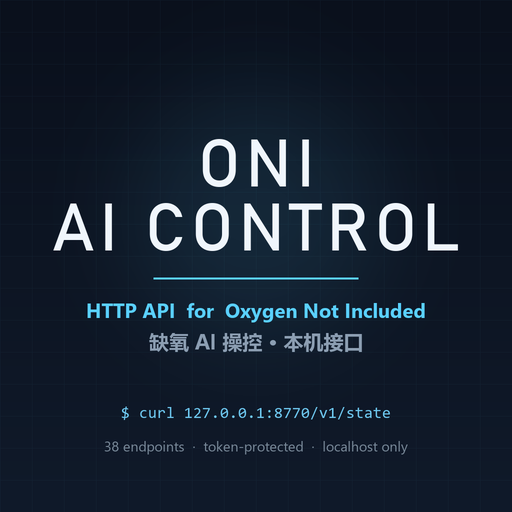 ONI
AI CONTROL
HTTP API for Oxygen Not Included
缺氧 AI 操控 • 本机接口
$ curl 127.0.0.1:8770/v1/state
38 endpoints · token-protected · localhost only